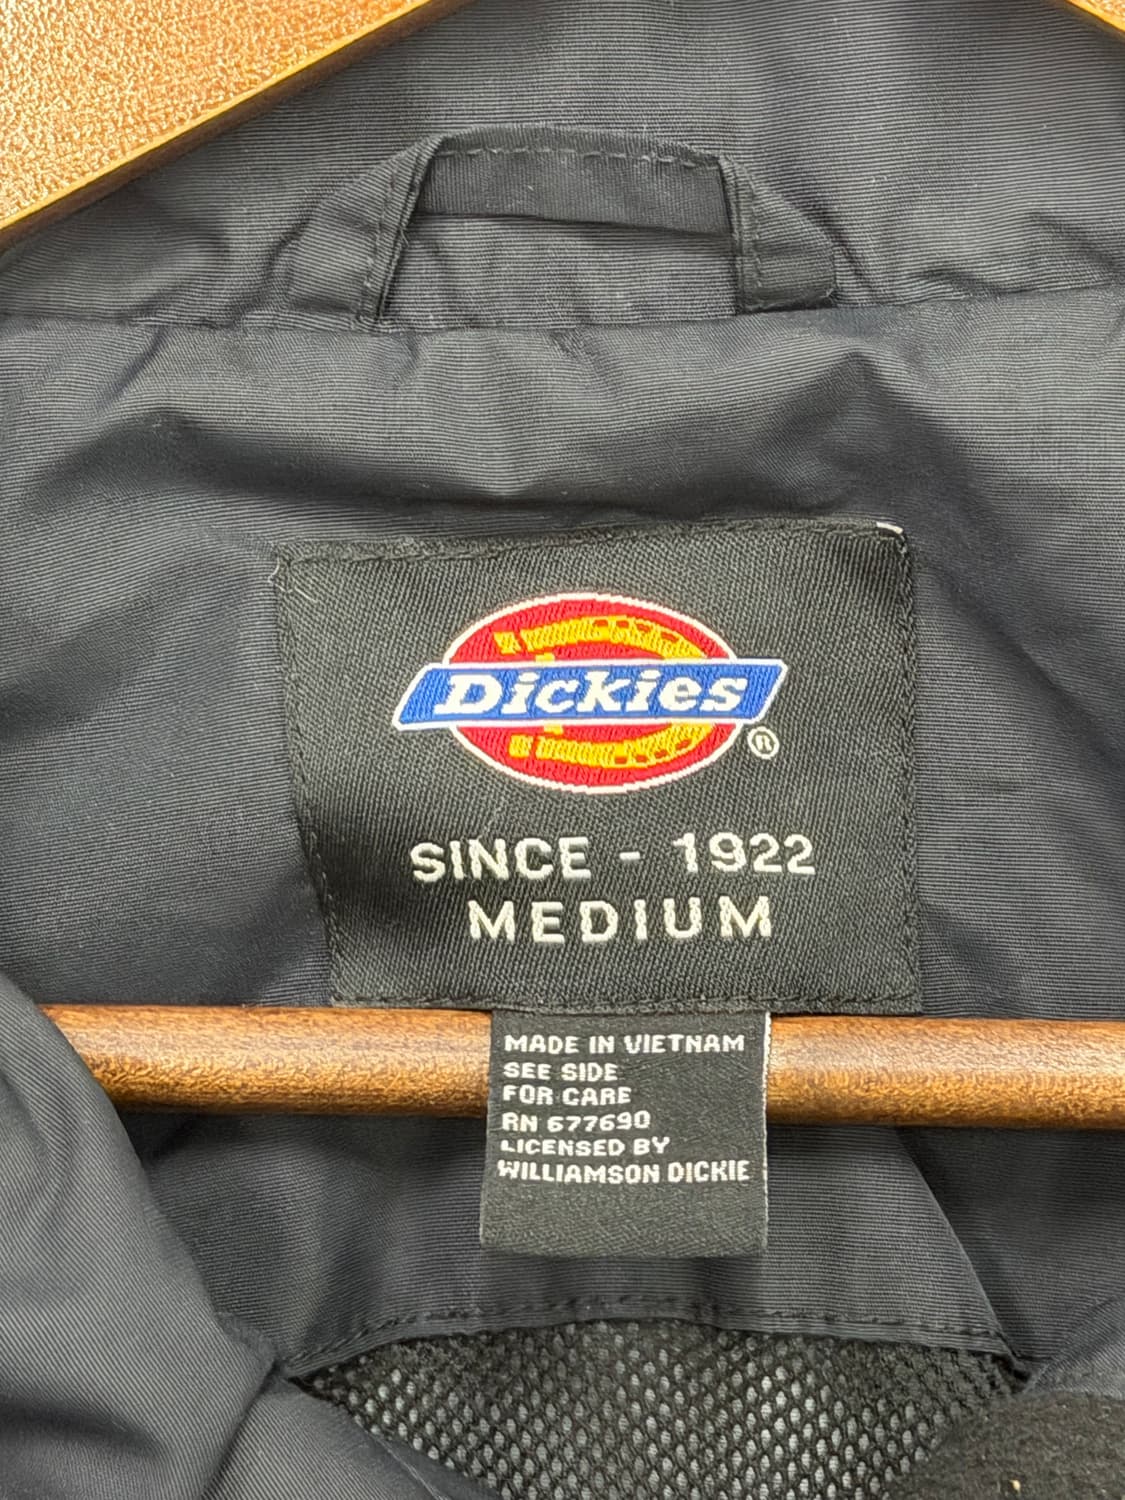 Dickies
®
SINCE - 1922
MEDIUM
MADE IN VIETNAM
SEE SIDE
FOR CARE
RN 677690
LICENSED BY
WILLIAMSON DICKIE